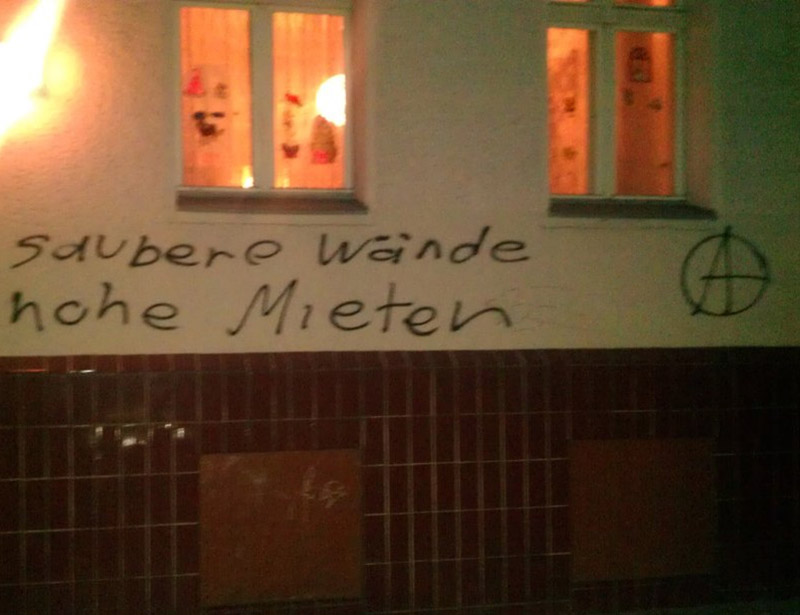 saubere Wände
hohe Mieten